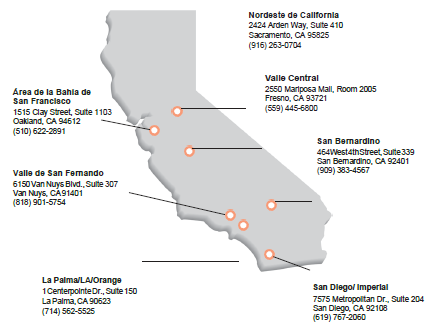 Nordeste de California
2424 Arden Way, Suite 410
Sacramento, CA 95825
(916) 263-0704
Valle Central
2550 Mariposa Mall, Room 2005
Fresno, CA 93721
(559) 445-6800
Área de la Bahia de
San Francisco
1515 Clay Street, Suite 1103
Oakland, CA 94612
(510) 622-2891
San Bernardino
464 West 4th Street, Suite 339
San Bernardino, CA 92401
(909) 383-4567
Valle de San Fernando
6150 Van Nuys Blvd., Suite 307
Van Nuys, CA 91401
(818) 901-5754
La Palma/LA/Orange
1 Centerpointe Dr., Suite 150
La Palma, CA 90623
(714) 562-5525
San Diego/ Imperial
7575 Metropolitan Dr., Suite 204
San Diego, CA 92108
(619) 767-2060